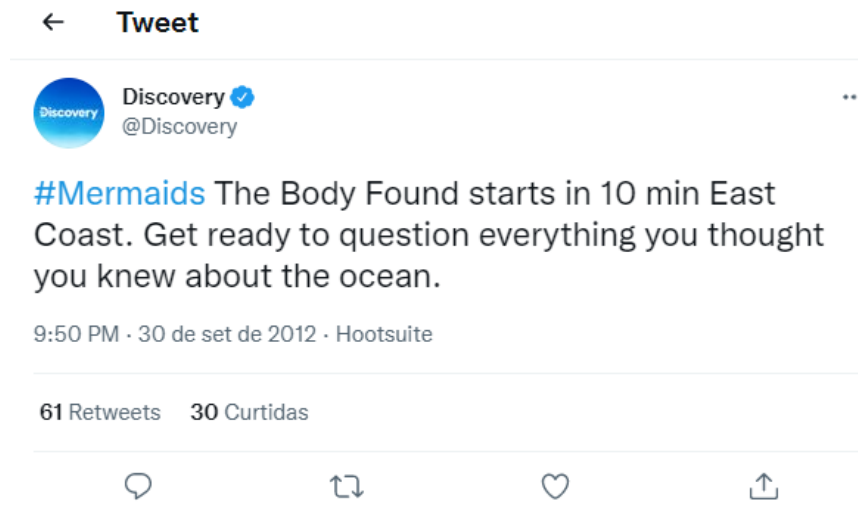 Tweet
Discovery
Discovery
@Discovery
#Mermaids The Body Found starts in 10 min East
Coast. Get ready to question everything you thought
you knew about the ocean.
9:50 PM · 30 de set de 2012 · Hootsuite
61 Retweets 30 Curtidas